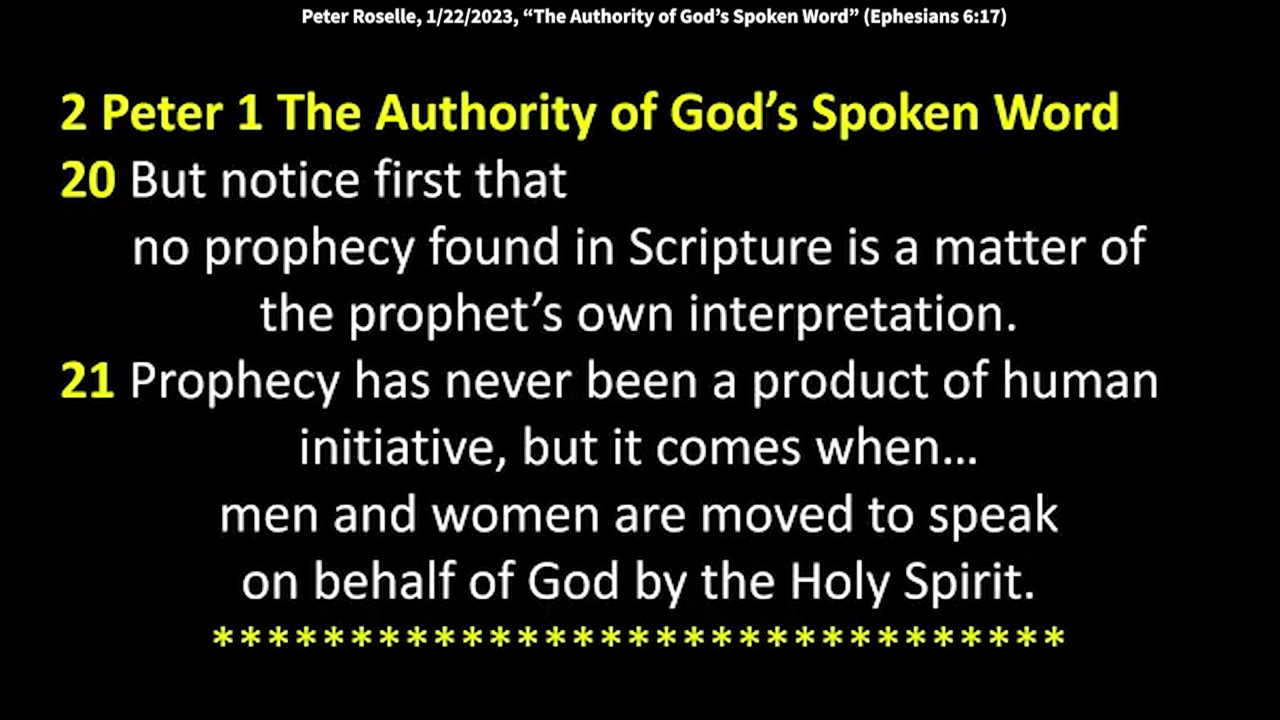 Peter Roselle, 1/22/2023, “The Authority of God’s Spoken Word” (Ephesians 6:17)
2 Peter 1 The Authority of God’s Spoken Word
20 But notice first that
no prophecy found in Scripture is a matter of
the prophet’s own interpretation.
21 Prophecy has never been a product of human
initiative, but it comes when…
men and women are moved to speak
on behalf of God by the Holy Spirit.
*******************************